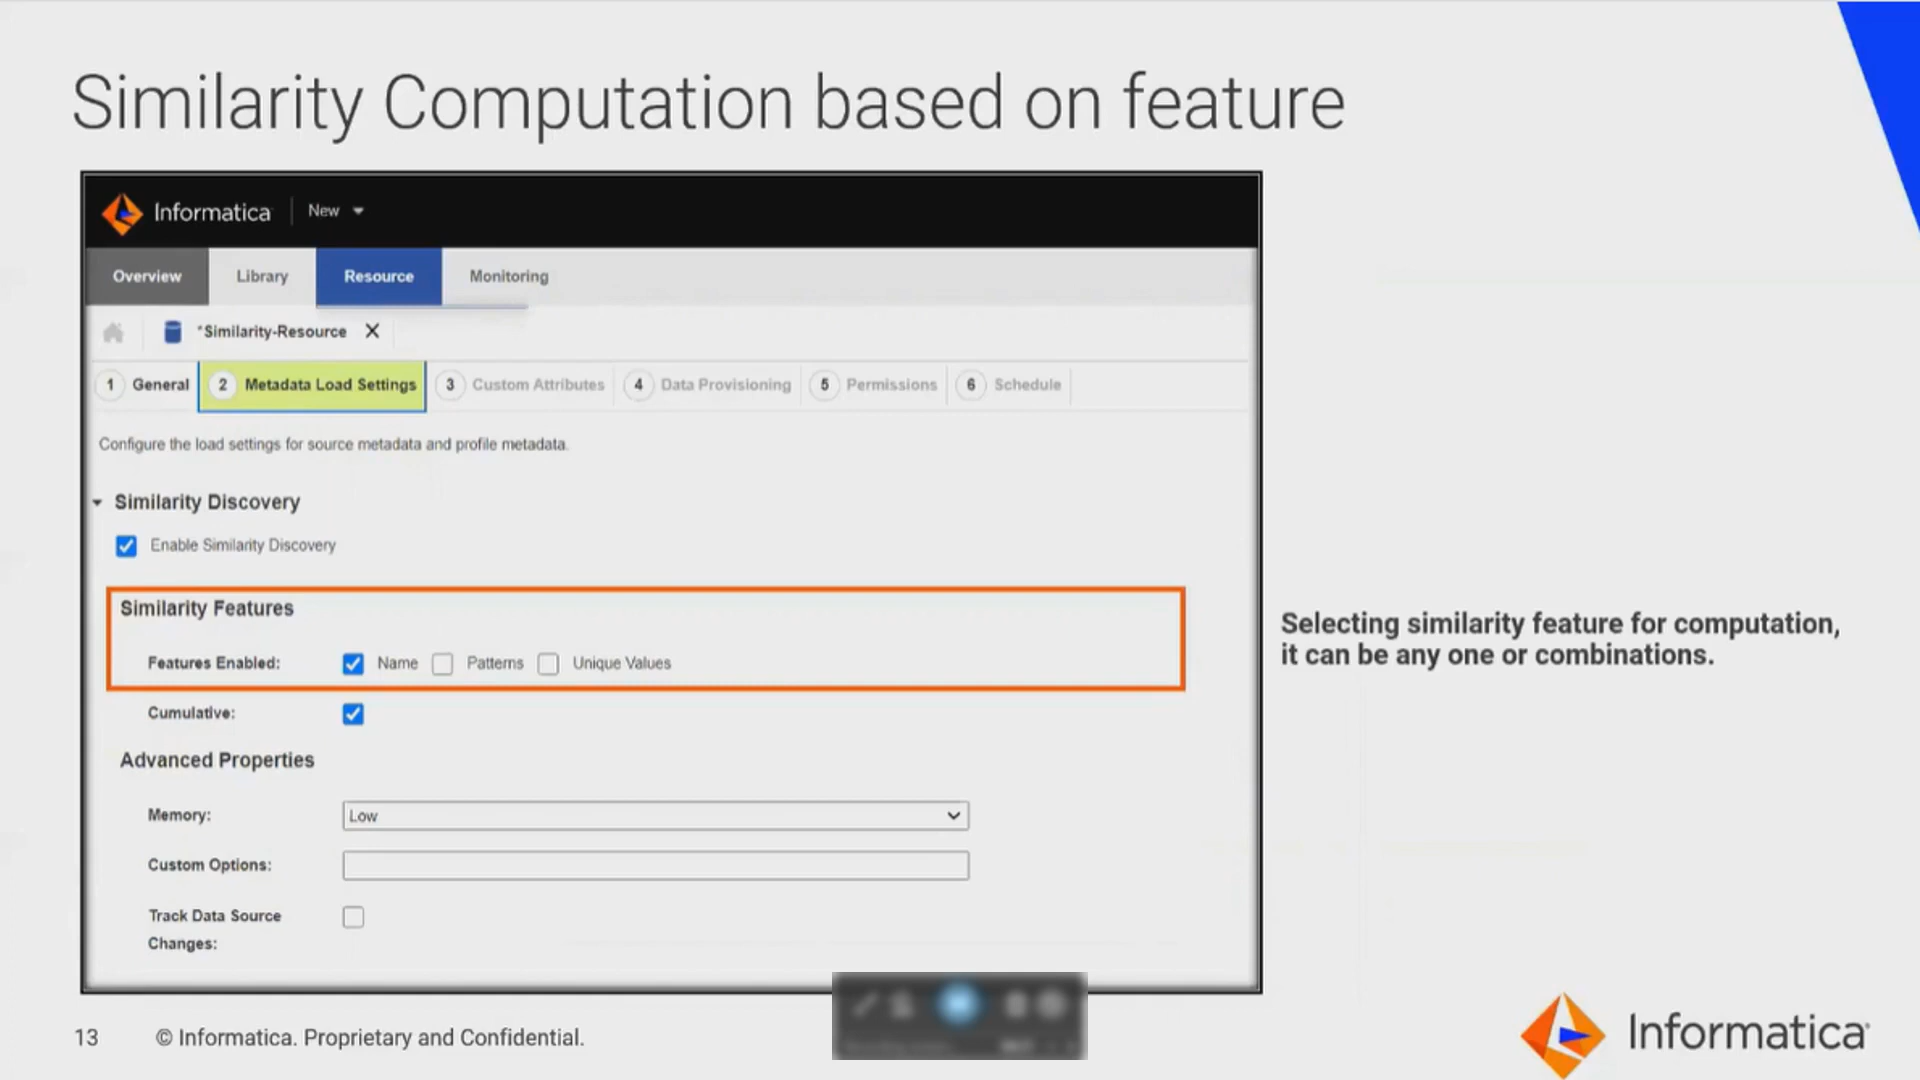 Similarity Computation based on feature
Informatica New
Overview Library Resource Monitoring
*Similarity-Resource X
1 General 2 Metadata Load Settings 3 Custom Attributes 4 Data Provisioning 5 Permissions 6 Schedule
Configure the load settings for source metadata and profile metadata.
Similarity Discovery
Enable Similarity Discovery
Similarity Features
Features Enabled: Name Patterns Unique Values
Cumulative:
Advanced Properties
Memory: Low
Custom Options:
Track Data Source
Changes:
Selecting similarity feature for computation,
it can be any one or combinations.
13 © Informatica. Proprietary and Confidential.
Informatica